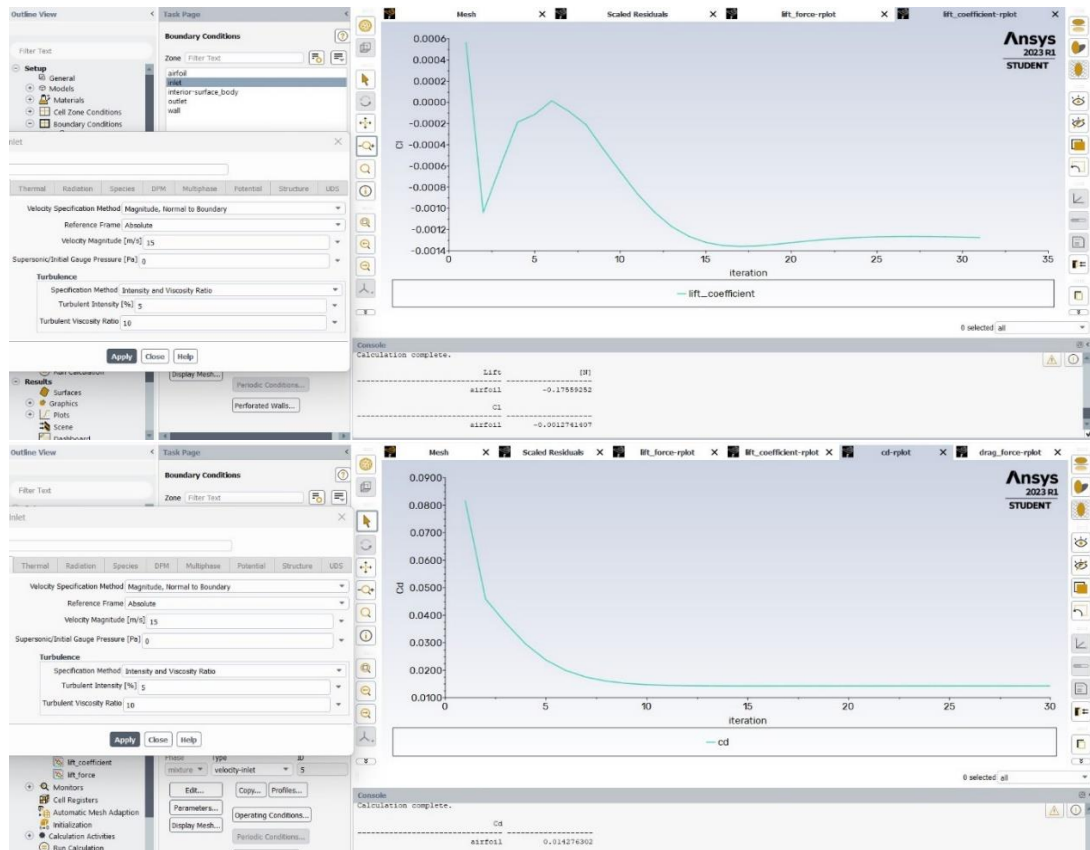 Outline View < Task Page <
Mesh X Scaled Residuals X lift_force-rplot X lift_coefficient-rplot X
Boundary Conditions
Filter Text
Zone Filter Text
Setup
General
Models
Materials
Cell Zone Conditions
Boundary Conditions
airfoil
inlet
interior-surface_body
outlet
wall
nlet X
Thermal Radiation Species DPM Multiphase Potential Structure UDS
Velocity Specification Method Magnitude, Normal to Boundary
Reference Frame Absolute
Velocity Magnitude [m/s] 15
Supersonic/Initial Gauge Pressure [Pa] 0
Turbulence
Specification Method Intensity and Viscosity Ratio
Turbulent Intensity [%] 5
Turbulent Viscosity Ratio 10
Apply Close Help
Run Calculation
Results
Surfaces
Graphics
Plots
Scene
Dashboard
Display Mesh...
Periodic Conditions...
Perforated Walls...
Ansys
2023 R1
STUDENT
0.0006
0.0004
0.0002
0.0000
-0.0002
-0.0004
-0.0006
-0.0008
-0.0010
-0.0012
-0.0014
Cl
0 5 10 15 20 25 30 35
iteration
lift_coefficient
0 selected all
Console
Calculation complete.
Lift [N]
airfoil -0.17559252
Cl
airfoil -0.0012741407
Outline View < Task Page <
Mesh X Scaled Residuals X lift_force-rplot X lift_coefficient-rplot X cd-rplot X drag_force-rplot X
Boundary Conditions
Filter Text
Zone Filter Text
Setup
nlet X
Thermal Radiation Species DPM Multiphase Potential Structure UDS
Velocity Specification Method Magnitude, Normal to Boundary
Reference Frame Absolute
Velocity Magnitude [m/s] 15
Supersonic/Initial Gauge Pressure [Pa] 0
Turbulence
Specification Method Intensity and Viscosity Ratio
Turbulent Intensity [%] 5
Turbulent Viscosity Ratio 10
Apply Close Help
lift_coefficient
lift_force
Monitors
Cell Registers
Automatic Mesh Adaption
Initialization
Calculation Activities
Run Calculation
Phase Type ID
mixture velocity-inlet 5
Edit... Copy... Profiles...
Parameters... Operating Conditions...
Display Mesh... Periodic Conditions...
Ansys
2023 R1
STUDENT
0.0900
0.0800
0.0700
0.0600
0.0500
0.0400
0.0300
0.0200
0.0100
Cd
0 5 10 15 20 25 30
iteration
cd
0 selected all
Console
Calculation complete.
Cd
airfoil 0.014276302